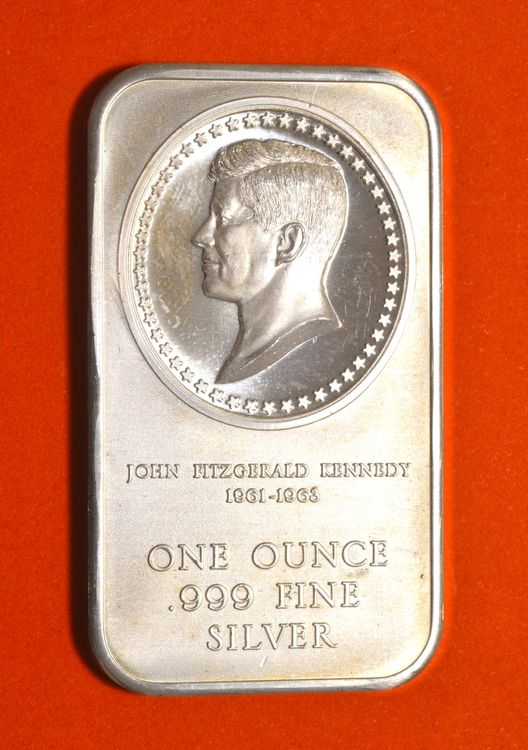 JOHN FITZGERALD KENNEDY
1961-1963
ONE OUNCE
.999 FINE
SILVER